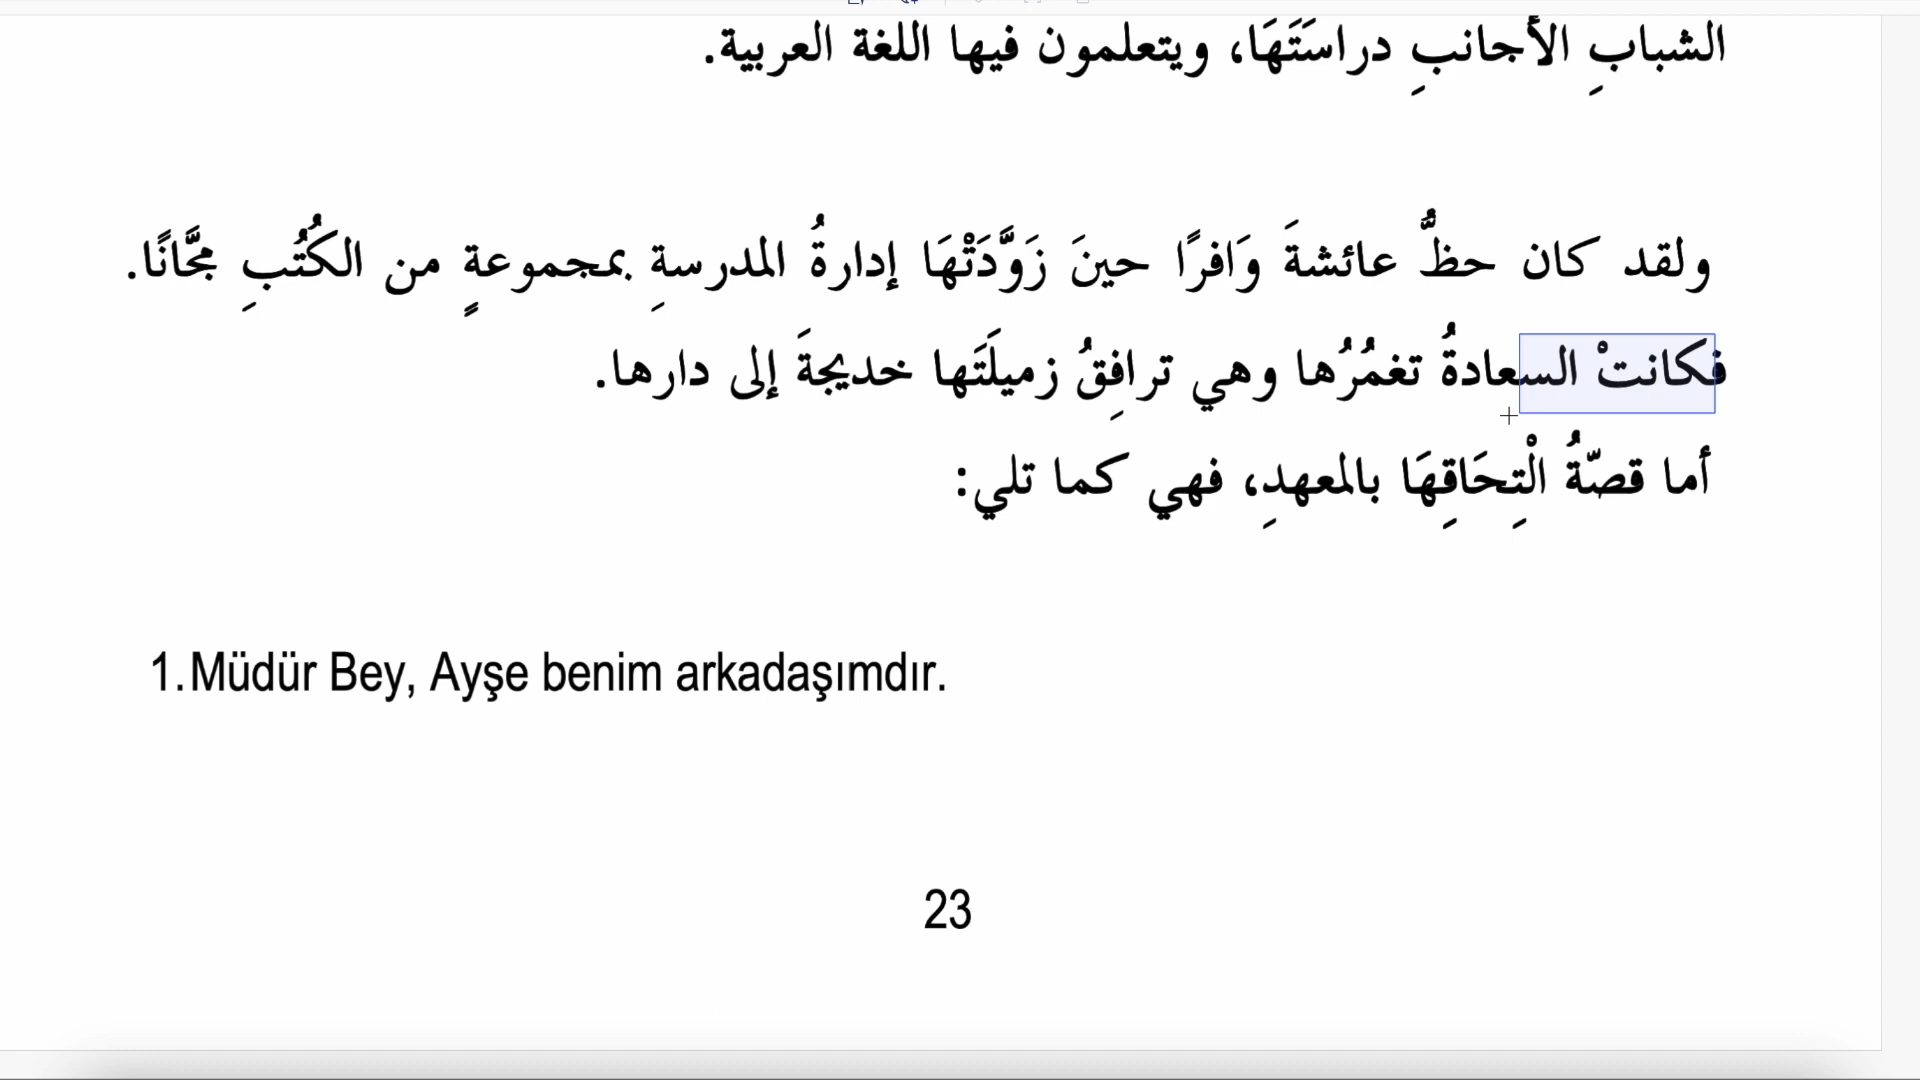 الشبابِ الأجانبِ دراسَتَهَا، ويتعلمون فيها اللغة العربية.
ولقد كان حظُّ عائشةَ وَافرًا حينَ زَوَّدَتْهَا إدارةُ المدرسةِ بمجموعةٍ من الكُتُبِ مجَّانًا.
فكانتْ السعادةُ تغمُرُها وهي ترافِقُ زميلَتَها خديجةَ إلى دارها.
أما قصّةُ الْتِحَاقِهَا بالمعهدِ، فهي كما تلي:
1.Müdür Bey, Ayşe benim arkadaşımdır.
23